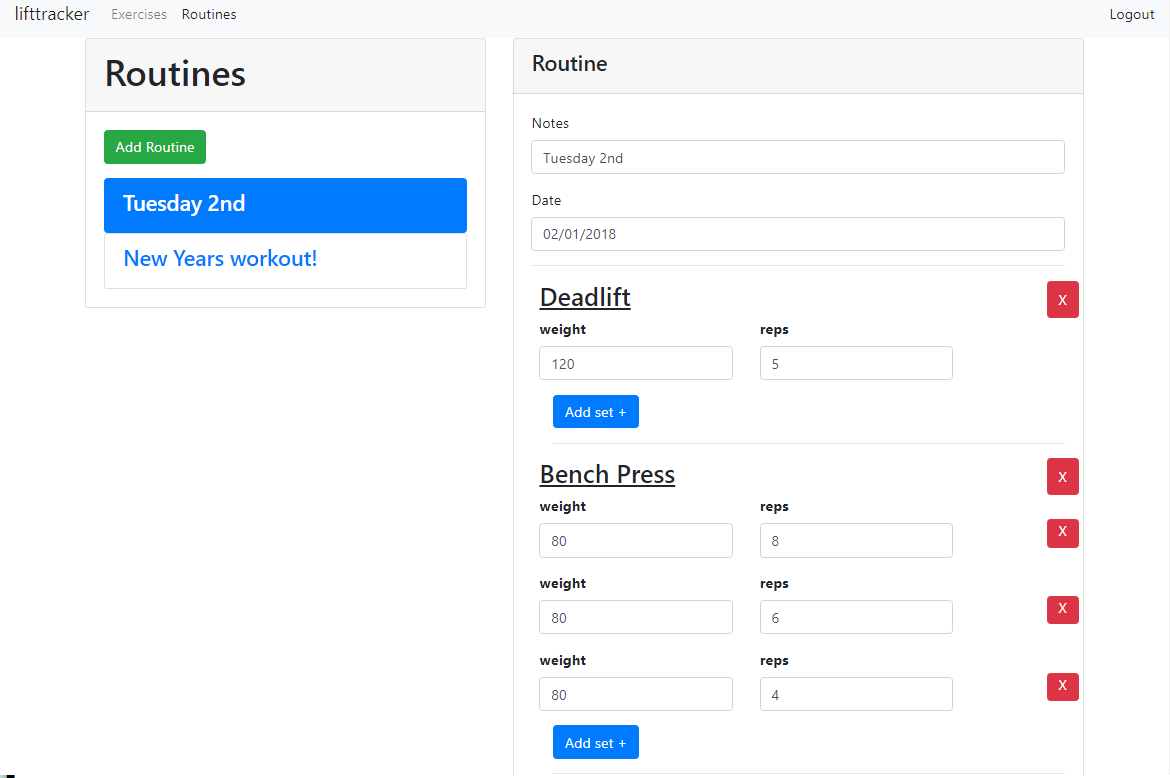 lifttracker Exercises Routines Logout
Routines
Add Routine
Tuesday 2nd
New Years workout!
Routine
Notes
Tuesday 2nd
Date
02/01/2018
Deadlift X
weight reps
120 5
Add set +
Bench Press X
weight reps
80 8 X
weight reps
80 6 X
weight reps
80 4 X
Add set +